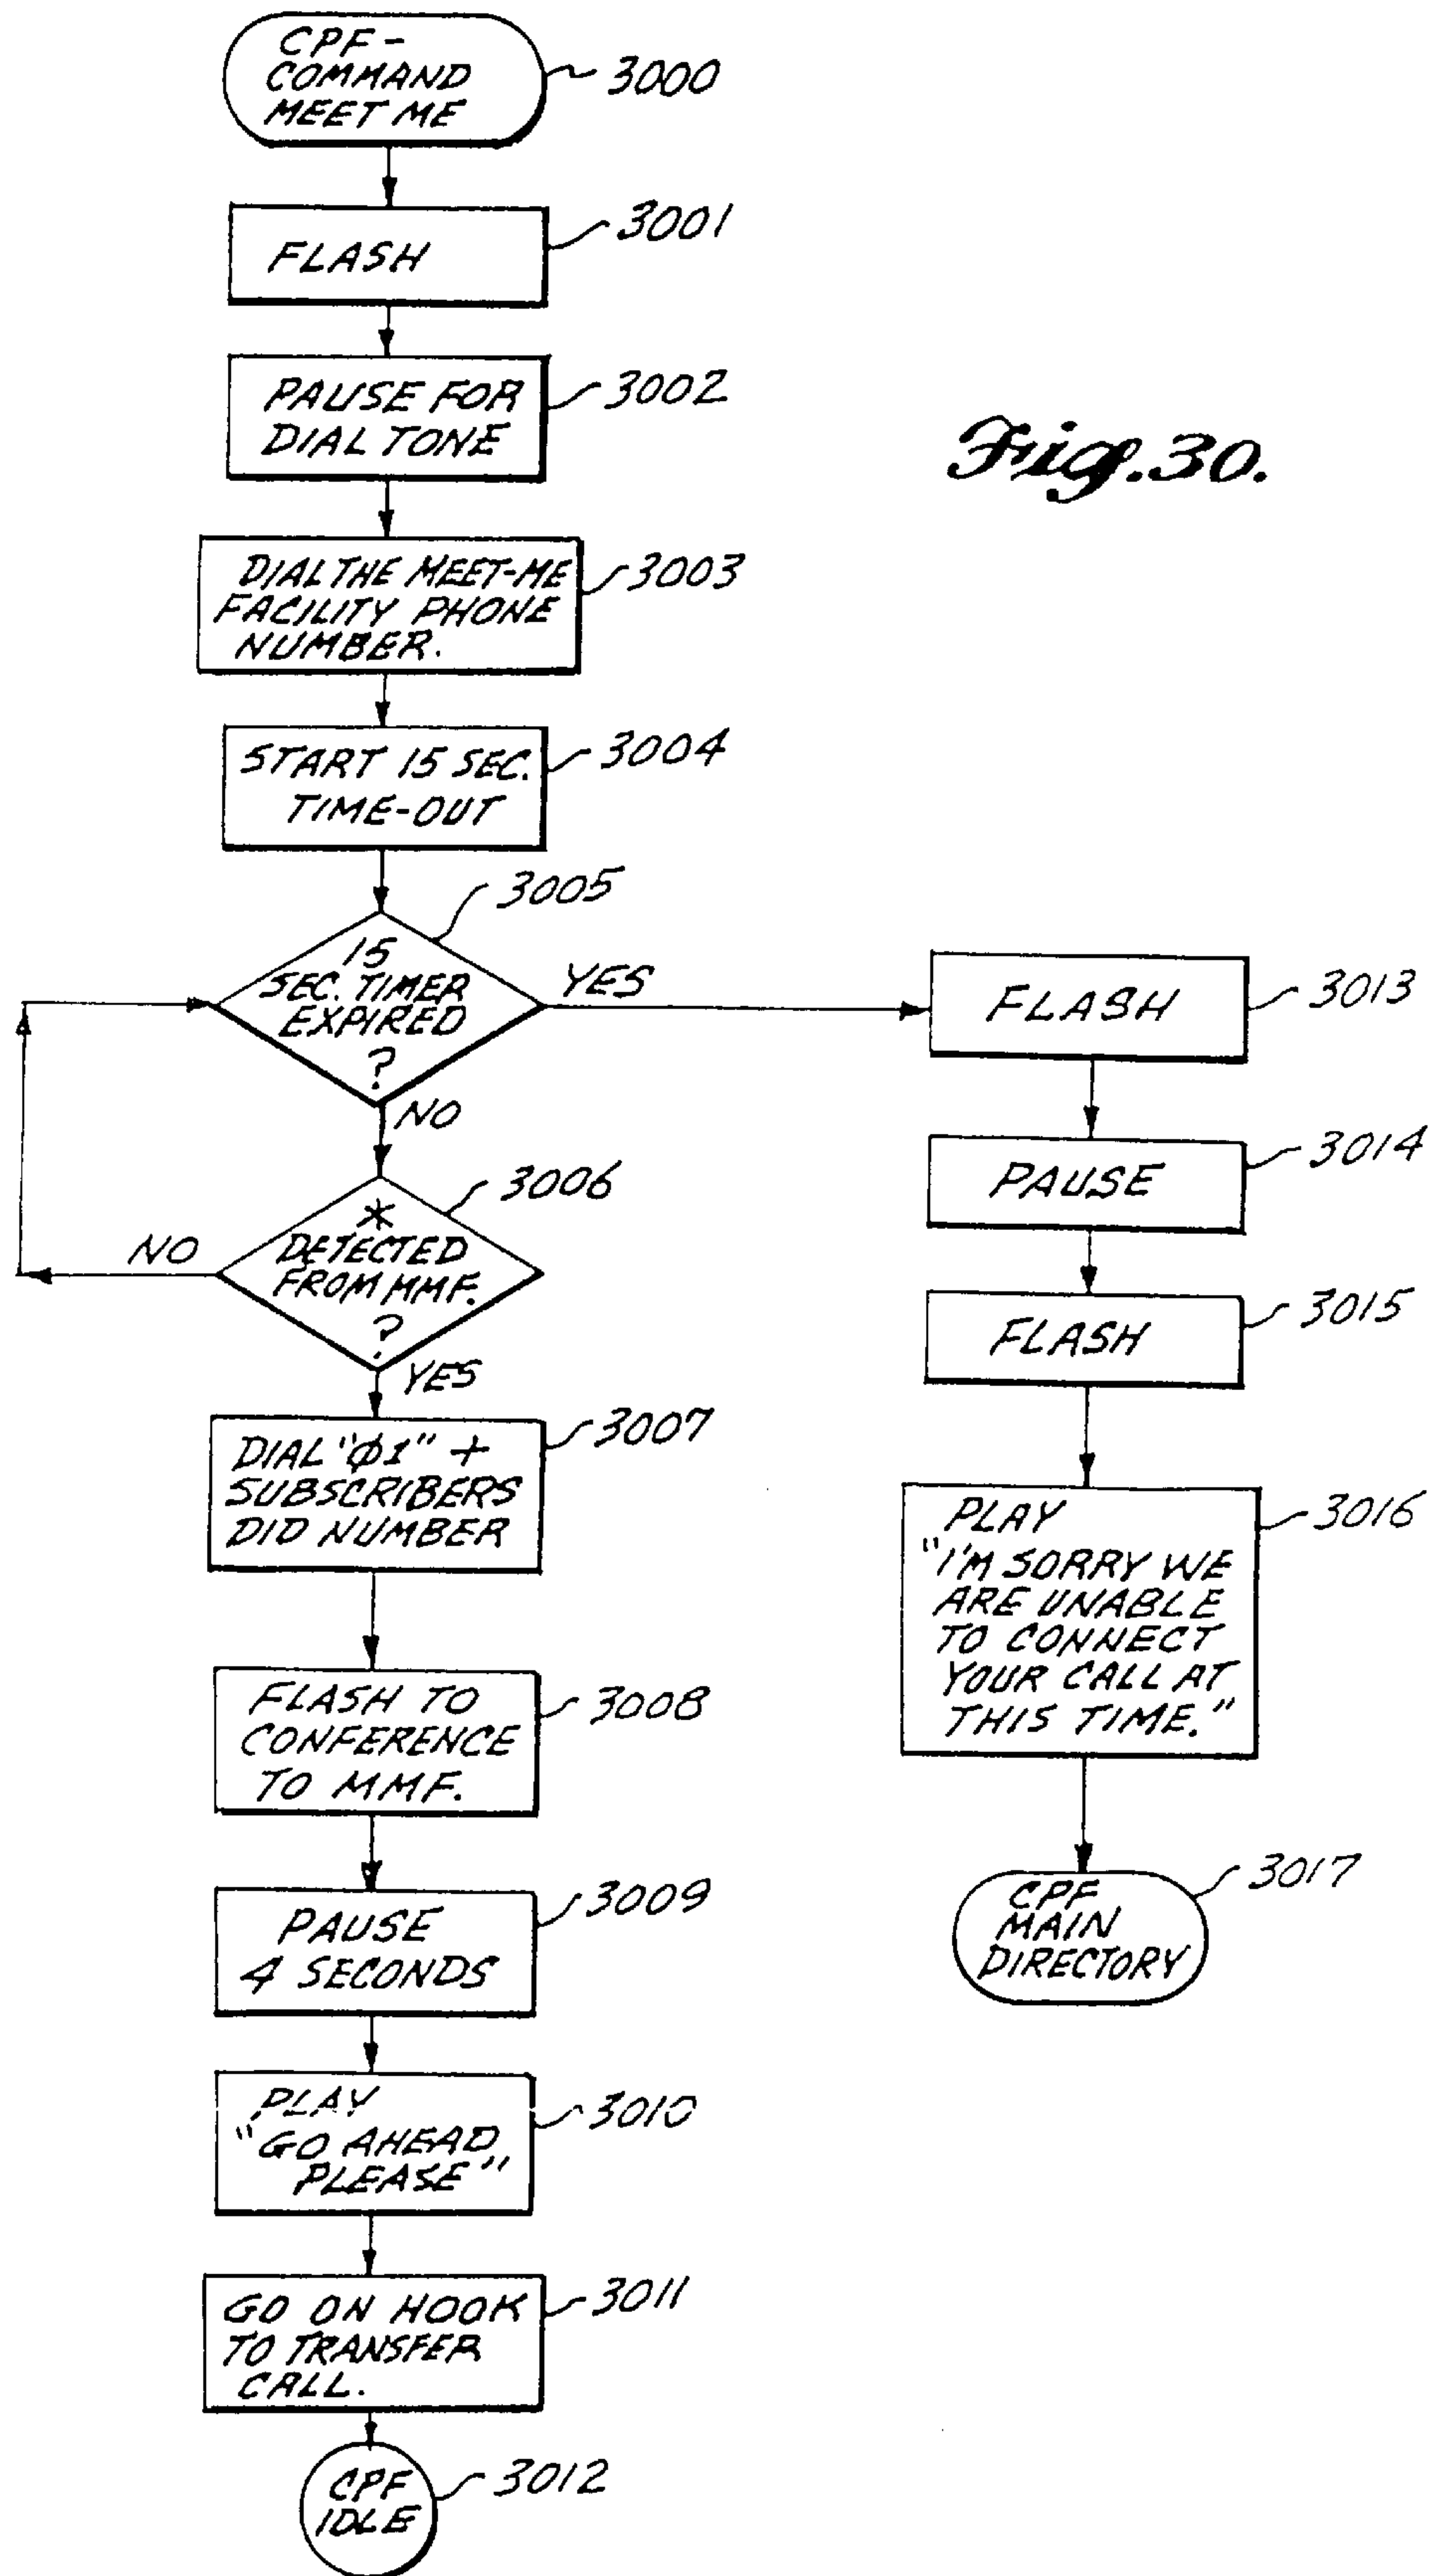 CPF-
COMMAND
MEET ME
3000
FLASH
3001
PAUSE FOR
DIAL TONE
3002
Fig. 30.
DIAL THE MEET-ME
FACILITY PHONE
NUMBER.
3003
START 15 SEC.
TIME-OUT
3004
3005
15
SEC. TIMER
EXPIRED
?
YES
NO
3006
*
DETECTED
FROM MMF.
?
NO
YES
DIAL "Ø1" +
SUBSCRIBERS
DID NUMBER
3007
FLASH TO
CONFERENCE
TO MMF.
3008
PAUSE
4 SECONDS
3009
PLAY
"GO AHEAD
PLEASE"
3010
GO ON HOOK
TO TRANSFER
CALL.
3011
CPF
IDLE
3012
FLASH
3013
PAUSE
3014
FLASH
3015
PLAY
"I'M SORRY WE
ARE UNABLE
TO CONNECT
YOUR CALL AT
THIS TIME."
3016
CPF
MAIN
DIRECTORY
3017